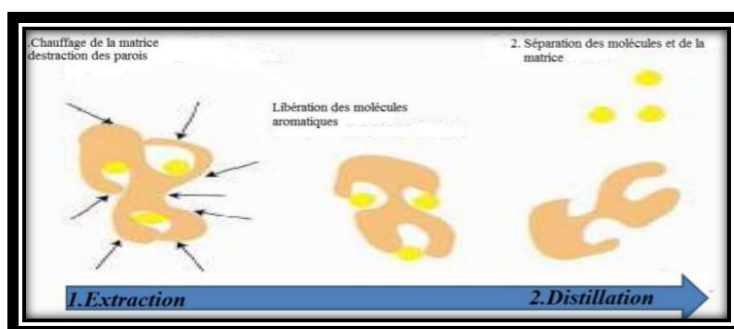 .Chauffage de la matrice
destraction des parois
2. Séparation des molécules et de la
matrice
Libération des molécules
aromatiques
1.Extraction
2.Distillation